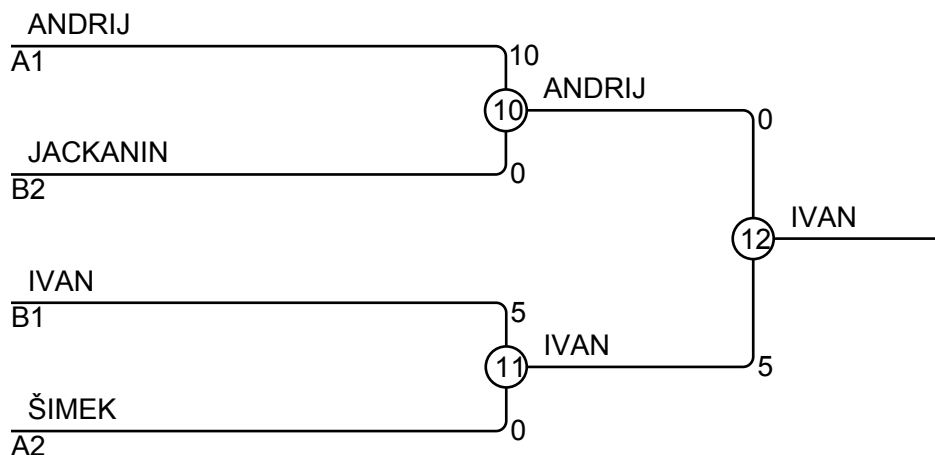 ANDRIJ
A1
10
10
ANDRIJ
0
JACKANIN
B2
0
12
IVAN
IVAN
B1
5
11
IVAN
5
ŠIMEK
A2
0